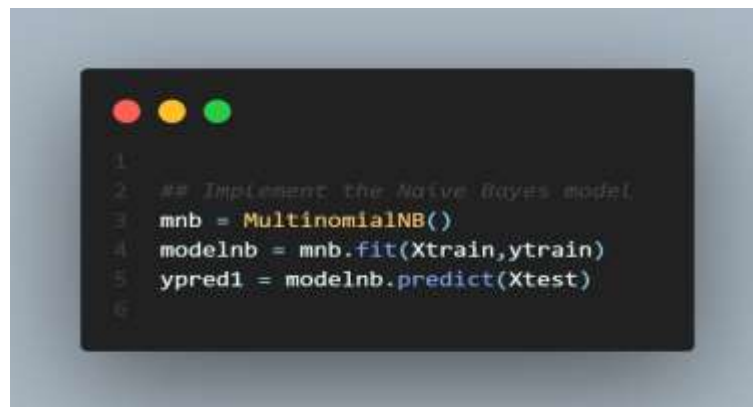 1
2 ## Implement the Naive Bayes model
3 mnb = MultinomialNB()
4 modelnb = mnb.fit(Xtrain,ytrain)
5 ypred1 = modelnb.predict(Xtest)
6